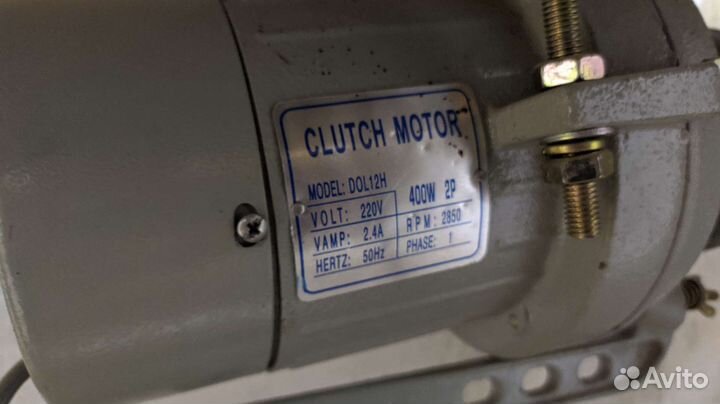 CLUTCH MOTOR
MODEL: DOL12H 400W 2P
VOLT: 220V RPM: 2850
VAMP: 2.4A PHASE: 1
HERTZ: 50Hz
Avito